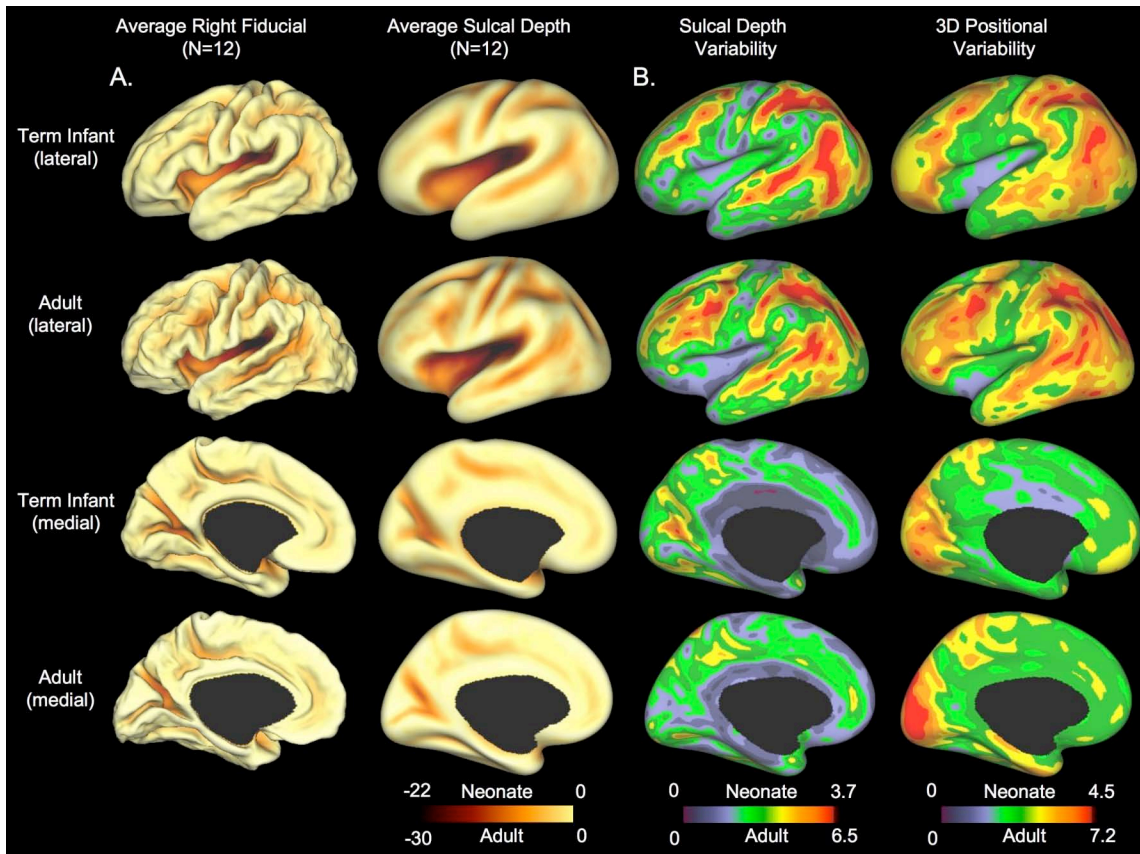 Average Right Fiducial
(N=12)
Average Sulcal Depth
(N=12)
Sulcal Depth
Variability
3D Positional
Variability
A.
B.
Term Infant
(lateral)
Adult
(lateral)
Term Infant
(medial)
Adult
(medial)
-22 Neonate 0
-30 Adult 0
0 Neonate 3.7
0 Adult 6.5
0 Neonate 4.5
0 Adult 7.2